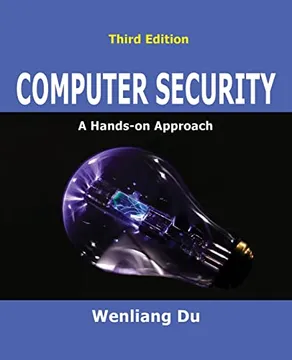 Third Edition
COMPUTER SECURITY
A Hands-on Approach
Wenliang Du